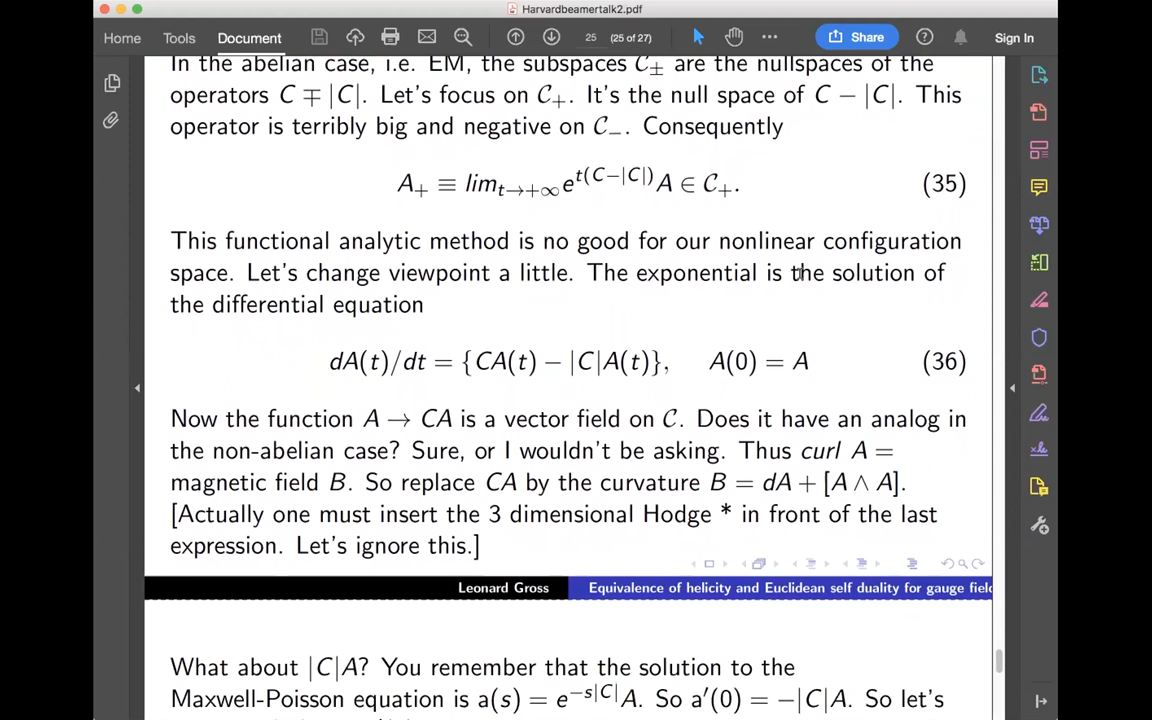 Harvardbeamertalk2.pdf
Home Tools Document 25 (25 of 27) Share Sign In
In the abelian case, i.e. EM, the subspaces 𝒞± are the nullspaces of the
operators C ∓ |C|. Let's focus on 𝒞₊. It's the null space of C − |C|. This
operator is terribly big and negative on 𝒞₋. Consequently
A₊ ≡ lim_{t→+∞} e^{t(C−|C|)} A ∈ 𝒞₊. (35)
This functional analytic method is no good for our nonlinear configuration
space. Let's change viewpoint a little. The exponential is the solution of
the differential equation
dA(t)/dt = {CA(t) − |C|A(t)}, A(0) = A (36)
Now the function A → CA is a vector field on 𝒞. Does it have an analog in
the non-abelian case? Sure, or I wouldn't be asking. Thus curl A =
magnetic field B. So replace CA by the curvature B = dA + [A ∧ A].
[Actually one must insert the 3 dimensional Hodge * in front of the last
expression. Let's ignore this.]
Leonard Gross Equivalence of helicity and Euclidean self duality for gauge field
What about |C|A? You remember that the solution to the
Maxwell-Poisson equation is a(s) = e^{−s|C|}A. So a′(0) = −|C|A. So let's